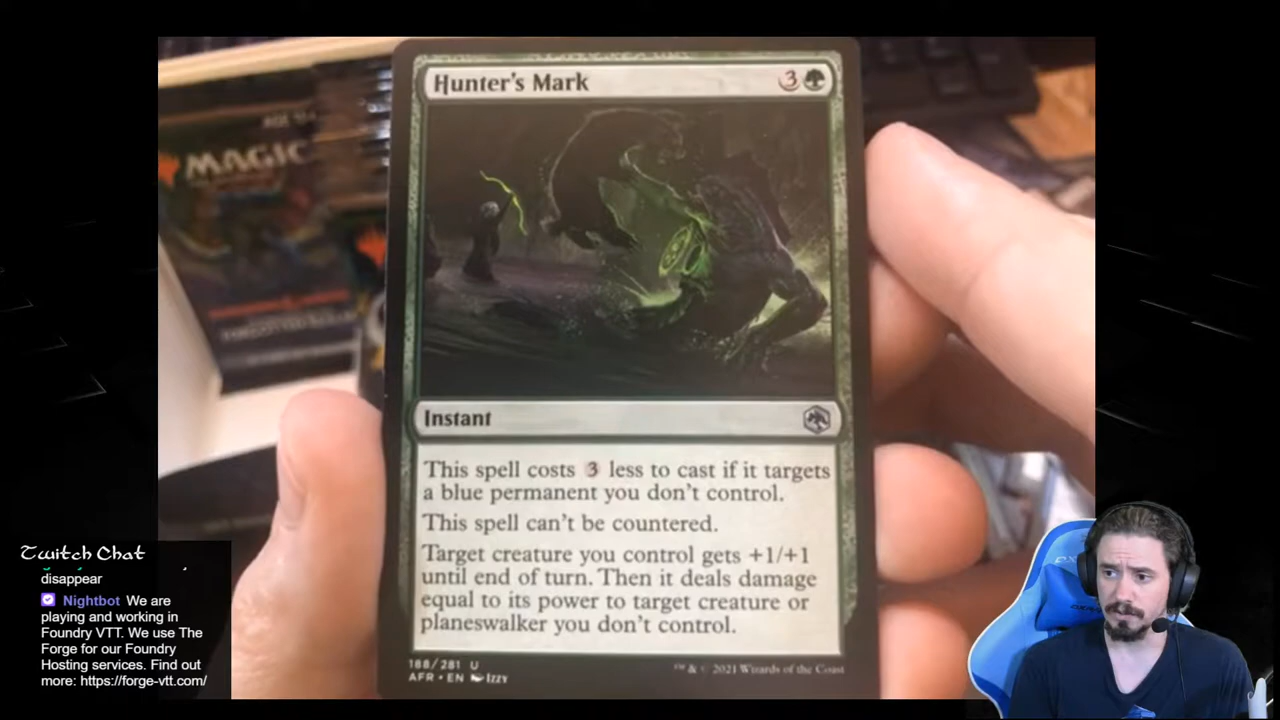 MAGIC
Hunter's Mark
3
Instant
This spell costs 3 less to cast if it targets
a blue permanent you don't control.
This spell can't be countered.
Target creature you control gets +1/+1
until end of turn. Then it deals damage
equal to its power to target creature or
planeswalker you don't control.
188/281 U
AFR • EN Izzy
™ & © 2021 Wizards of the Coast
Twitch Chat
disappear
Nightbot We are
playing and working in
Foundry VTT. We use The
Forge for our Foundry
Hosting services. Find out
more: https://forge-vtt.com/